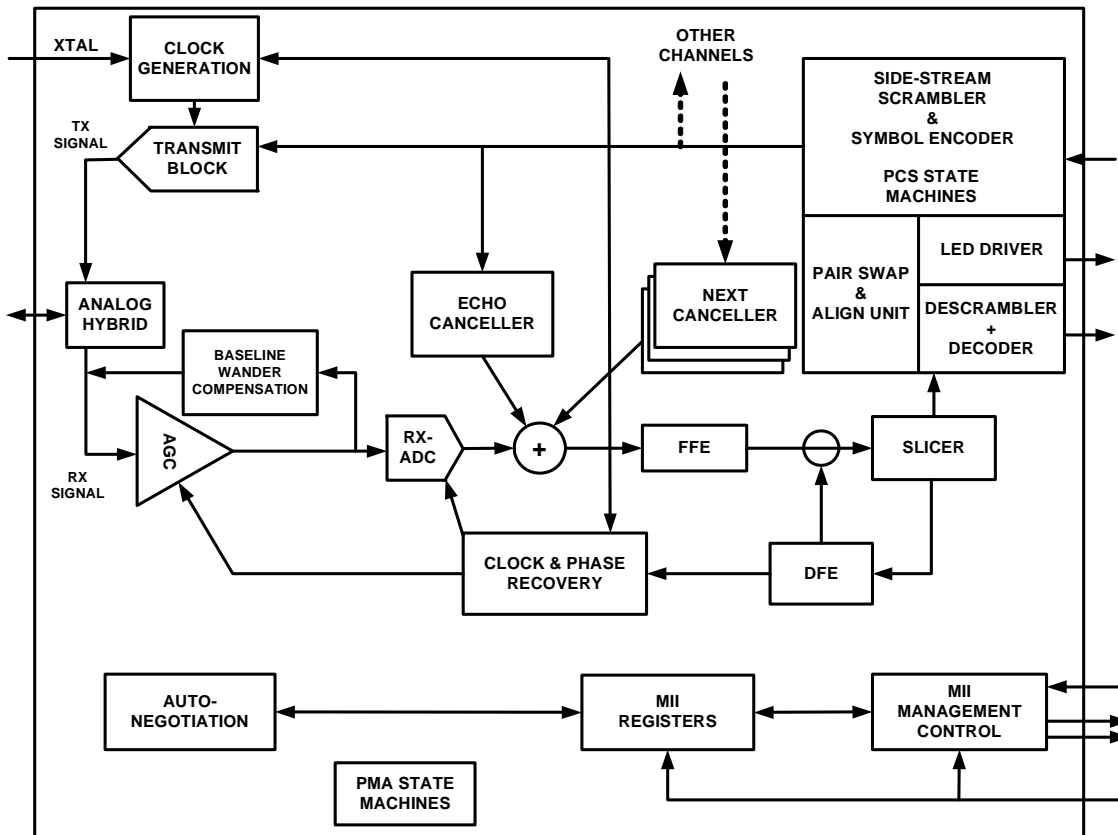 XTAL
CLOCK
GENERATION
OTHER
CHANNELS
SIDE-STREAM
SCRAMBLER
&
SYMBOL ENCODER
PCS STATE
MACHINES
TX
SIGNAL
TRANSMIT
BLOCK
PAIR SWAP
&
ALIGN UNIT
LED DRIVER
DESCRAMBLER
+
DECODER
ANALOG
HYBRID
ECHO
CANCELLER
NEXT
CANCELLER
BASELINE
WANDER
COMPENSATION
AGC
RX-
ADC
+
FFE
SLICER
RX
SIGNAL
CLOCK & PHASE
RECOVERY
DFE
AUTO-
NEGOTIATION
MII
REGISTERS
MII
MANAGEMENT
CONTROL
PMA STATE
MACHINES